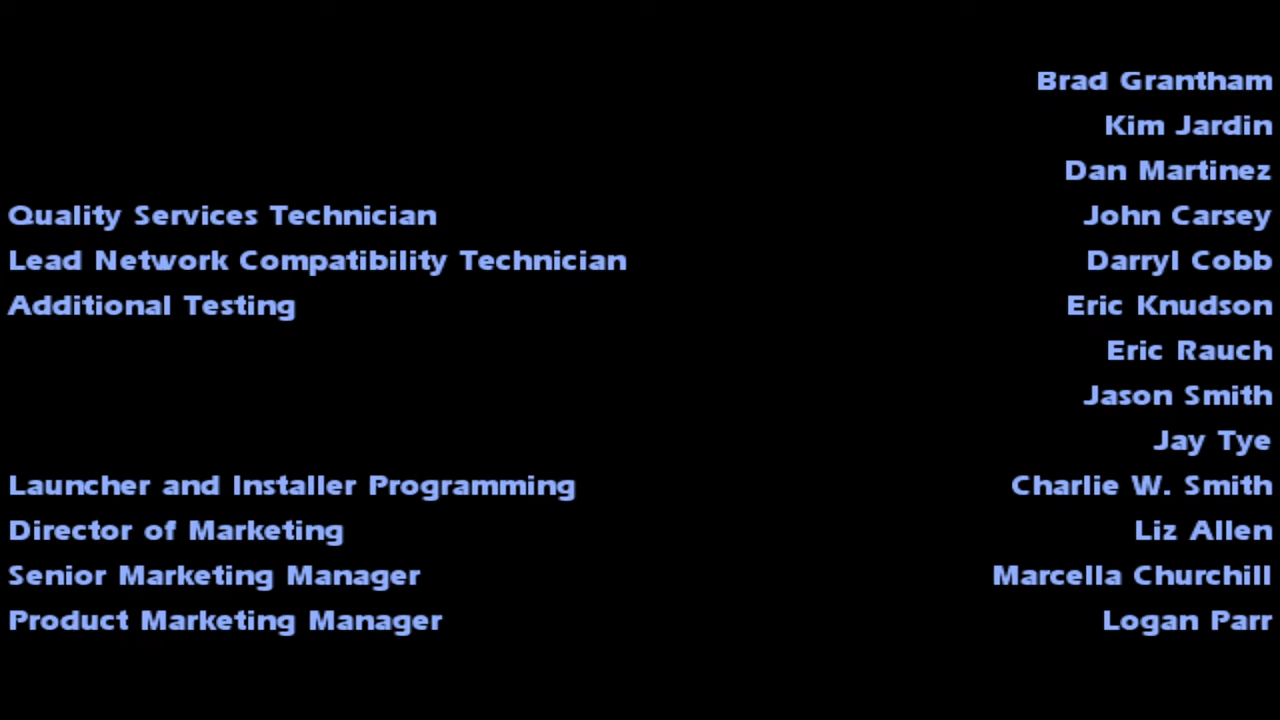 Brad Grantham
Kim Jardin
Dan Martinez
Quality Services Technician John Carsey
Lead Network Compatibility Technician Darryl Cobb
Additional Testing Eric Knudson
Eric Rauch
Jason Smith
Jay Tye
Launcher and Installer Programming Charlie W. Smith
Director of Marketing Liz Allen
Senior Marketing Manager Marcella Churchill
Product Marketing Manager Logan Parr